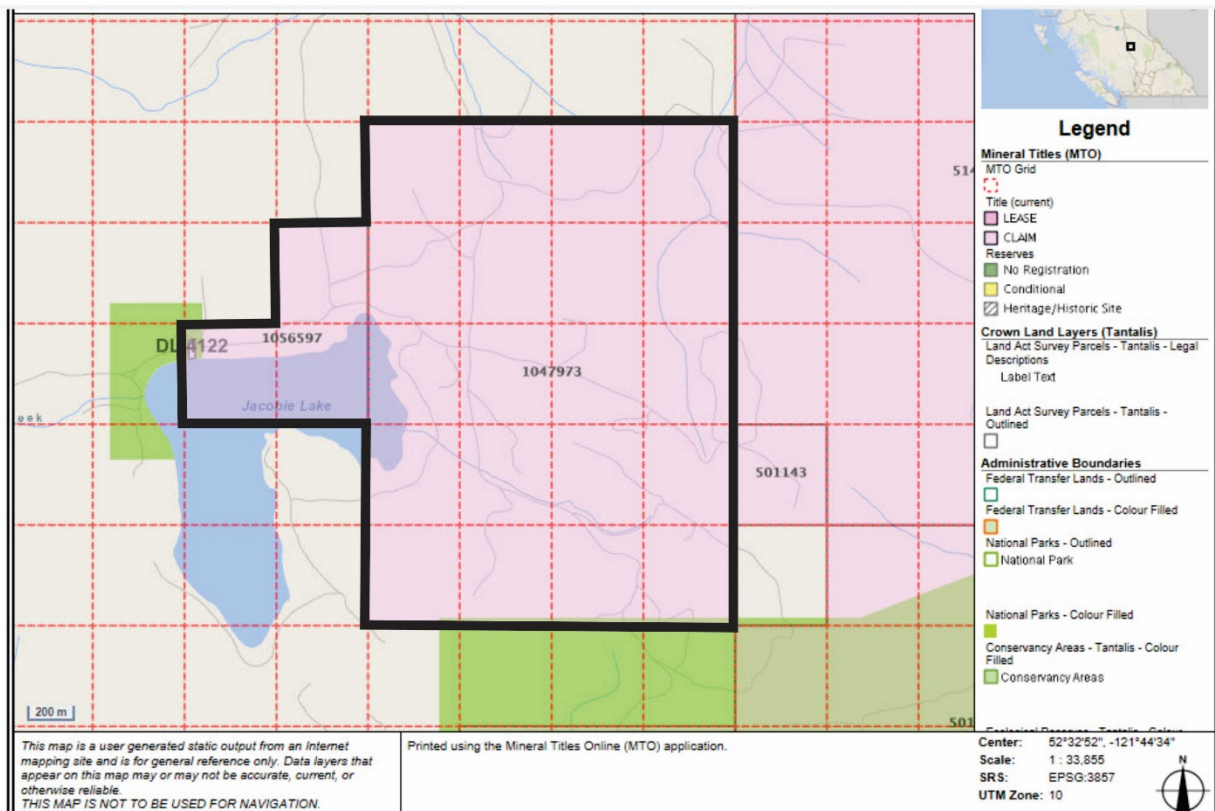 514
DL 4122
1056597
1047973
eek
Jacobie Lake
501143
501
200 m
Legend
Mineral Titles (MTO)
MTO Grid
Title (current)
LEASE
CLAIM
Reserves
No Registration
Conditional
Heritage/Historic Site
Crown Land Layers (Tantalis)
Land Act Survey Parcels - Tantalis - Legal
Descriptions
Label Text
Land Act Survey Parcels - Tantalis -
Outlined
Administrative Boundaries
Federal Transfer Lands - Outlined
Federal Transfer Lands - Colour Filled
National Parks - Outlined
National Park
National Parks - Colour Filled
Conservancy Areas - Tantalis - Colour
Filled
Conservancy Areas
This map is a user generated static output from an Internet
mapping site and is for general reference only. Data layers that
appear on this map may or may not be accurate, current, or
otherwise reliable.
THIS MAP IS NOT TO BE USED FOR NAVIGATION.
Printed using the Mineral Titles Online (MTO) application.
Center: 52°32'52", -121°44'34"
Scale: 1 : 33,855
SRS: EPSG:3857
UTM Zone: 10
N